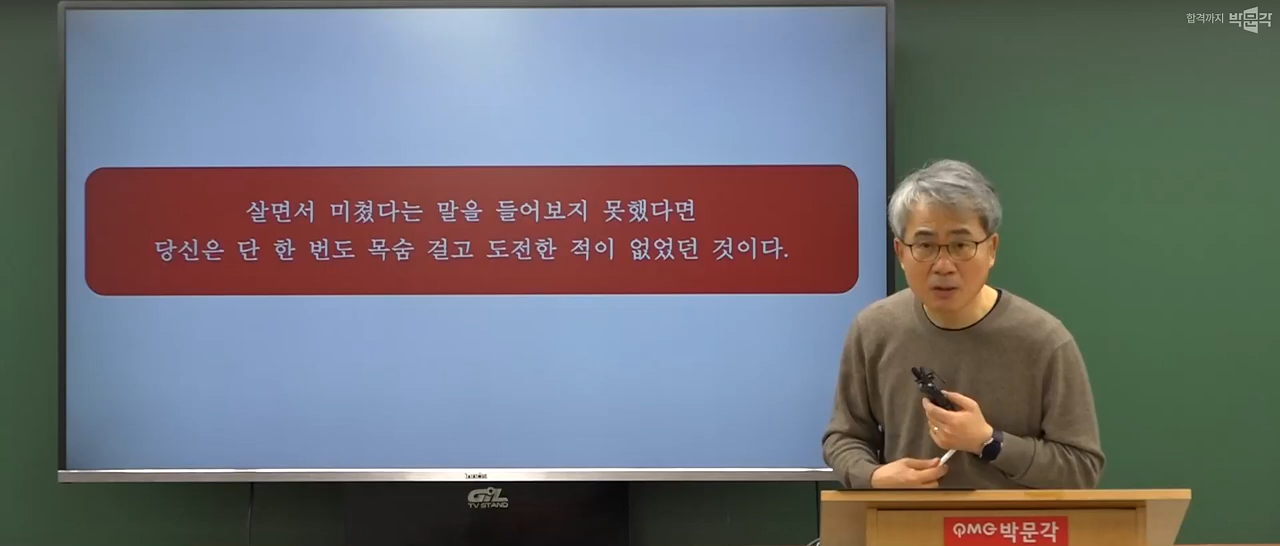 합격까지 박문각
살면서 미쳤다는 말을 들어보지 못했다면
당신은 단 한 번도 목숨 걸고 도전한 적이 없었던 것이다.
GIL
TV STAND
PMG 박문각